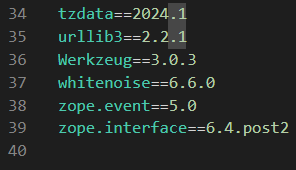 34 tzdata==2024.1
35 urllib3==2.2.1
36 Werkzeug==3.0.3
37 whitenoise==6.6.0
38 zope.event==5.0
39 zope.interface==6.4.post2
40